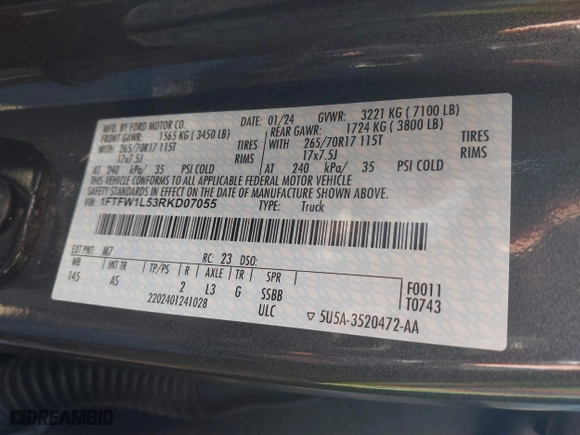 MFD. BY FORD MOTOR CO.
01/24 GVWR: 3221 KG ( 7100 LB)
FRONT GAWR: 1565 KG ( 3450 LB) REAR GAWR: 1724 KG ( 3800 LB)
WITH 265/70R17 115T TIRES WITH 265/70R17 115T TIRES
17x7.5J RIMS 17x7.5J RIMS
AT 240 kPa/ 35 PSI COLD AT 240 kPa/ 35 PSI COLD
THIS VEHICLE CONFORMS TO ALL APPLICABLE FEDERAL MOTOR VEHICLE
SAFETY STANDARDS IN EFFECT ON THE DATE OF MANUFACTURE SHOWN ABOVE.
VIN: 1FTFW1L53RKD07055 TYPE: Truck
EXT PNT: M7 RC: 23 DSO:
WB INT TR TP/PS R AXLE TR SPR
145 AS 2 L3 G SSBB
2202401241028 ULC
F0011
T0743
▽ 5U5A-3520472-AA
DREAMBID